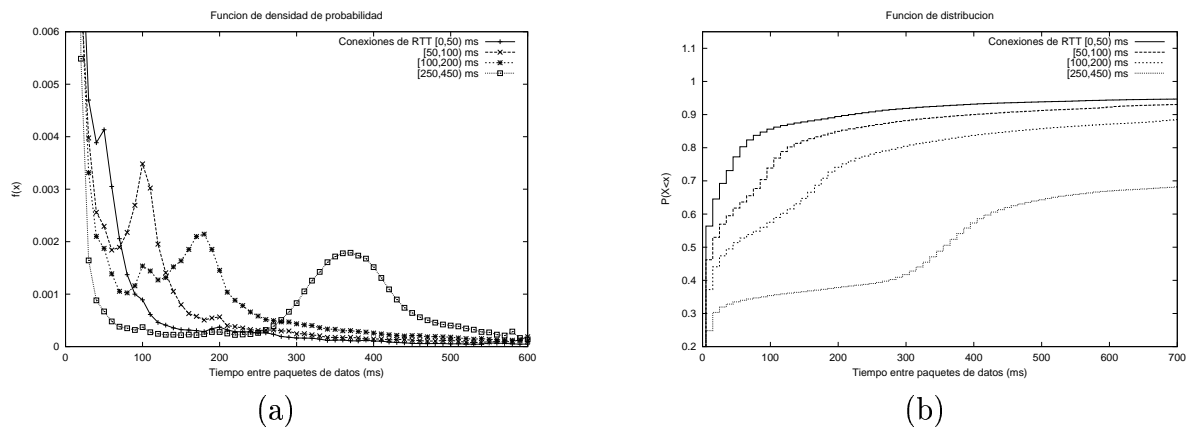 Funcion de densidad de probabilidad
0.006
0.005
0.004
0.003
0.002
0.001
0
f(x)
Conexiones de RTT [0,50) ms
[50,100) ms
[100,200) ms
[250,450) ms
0 100 200 300 400 500 600
Tiempo entre paquetes de datos (ms)
(a)
Funcion de distribucion
1.1
1
0.9
0.8
0.7
0.6
0.5
0.4
0.3
0.2
P(X<x)
Conexiones de RTT [0,50) ms
[50,100) ms
[100,200) ms
[250,450) ms
0 100 200 300 400 500 600 700
Tiempo entre paquetes de datos (ms)
(b)